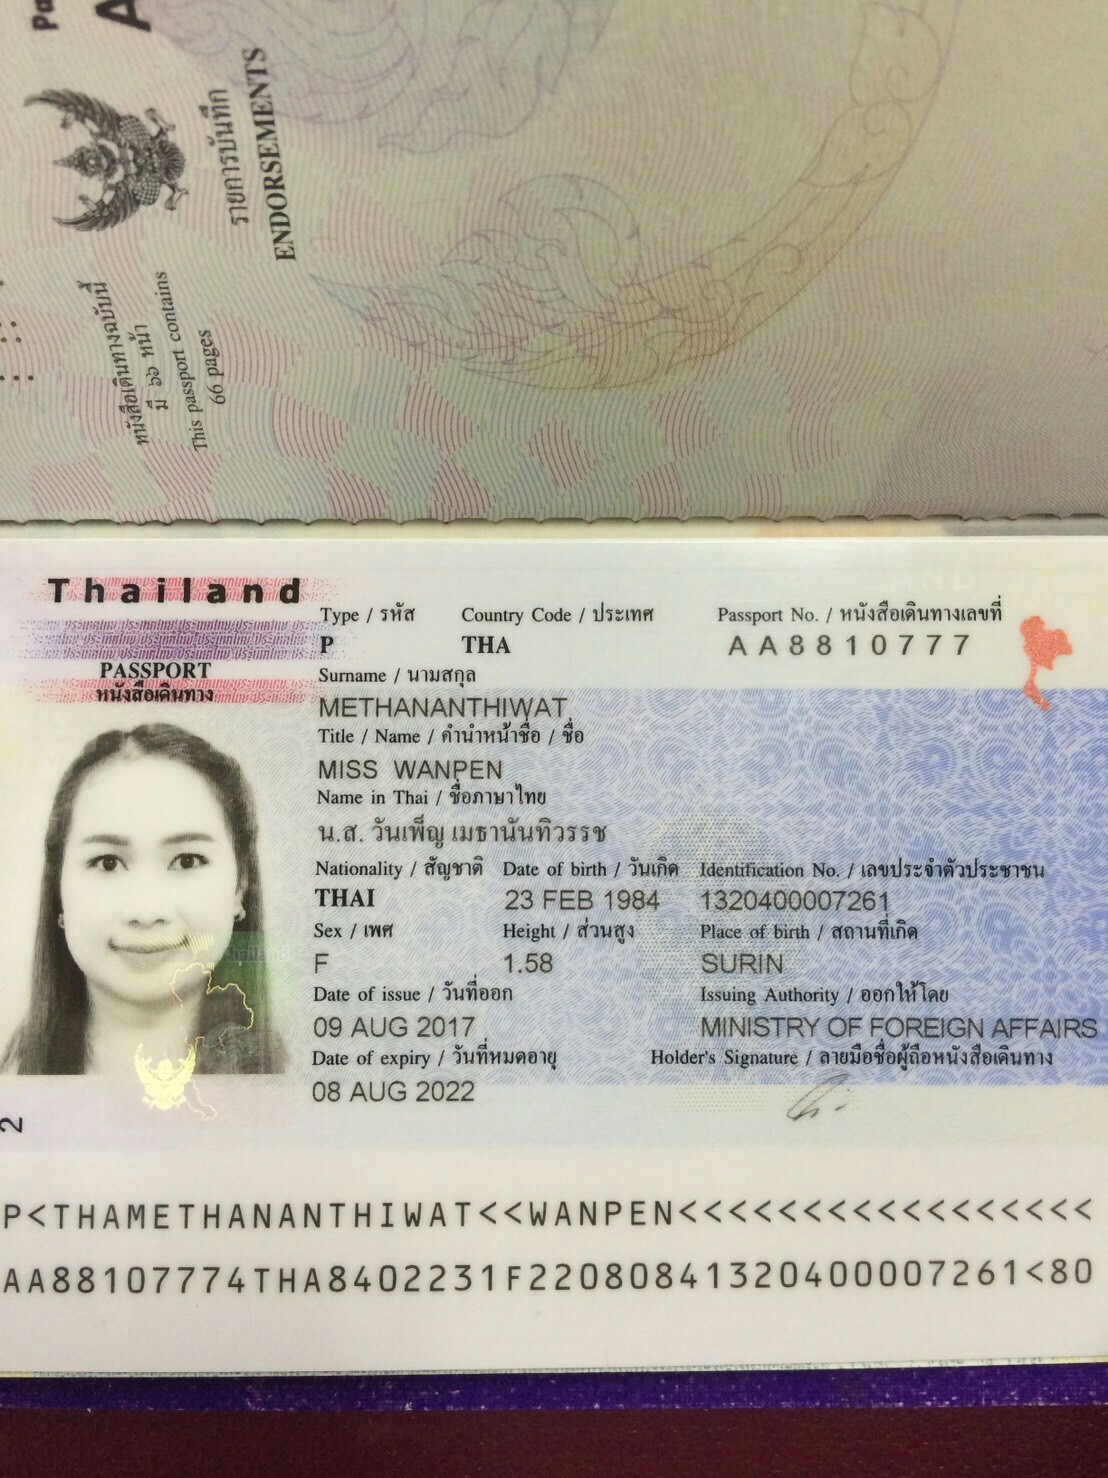 รายการบันทึก
ENDORSEMENTS
หนังสือเดินทางฉบับนี้
มี ๖๖ หน้า
This passport contains
66 pages
Thailand
PASSPORT
หนังสือเดินทาง
Type / รหัส Country Code / ประเทศ Passport No. / หนังสือเดินทางเลขที่
P THA AA8810777
Surname / นามสกุล
METHANANTHIWAT
Title / Name / คำนำหน้าชื่อ / ชื่อ
MISS WANPEN
Name in Thai / ชื่อภาษาไทย
น.ส. วันเพ็ญ เมธานันทิวรรช
Nationality / สัญชาติ Date of birth / วันเกิด Identification No. / เลขประจำตัวประชาชน
THAI 23 FEB 1984 1320400007261
Sex / เพศ Height / ส่วนสูง Place of birth / สถานที่เกิด
F 1.58 SURIN
Date of issue / วันที่ออก Issuing Authority / ออกให้โดย
09 AUG 2017 MINISTRY OF FOREIGN AFFAIRS
Date of expiry / วันที่หมดอายุ Holder's Signature / ลายมือชื่อผู้ถือหนังสือเดินทาง
08 AUG 2022
2
P<THAMETHANANTHIWAT<<WANPEN<<<<<<<<<<<<<<<<<
AA88107774THA8402231F22080841320400007261<80